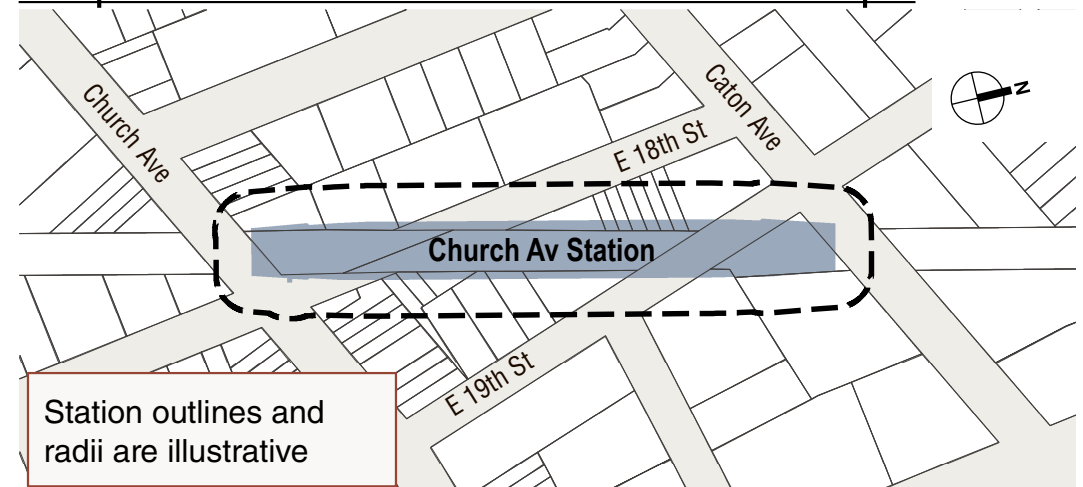 Church Ave
Caton Ave
N
E 18th St
Church Av Station
E 19th St
Station outlines and
radii are illustrative